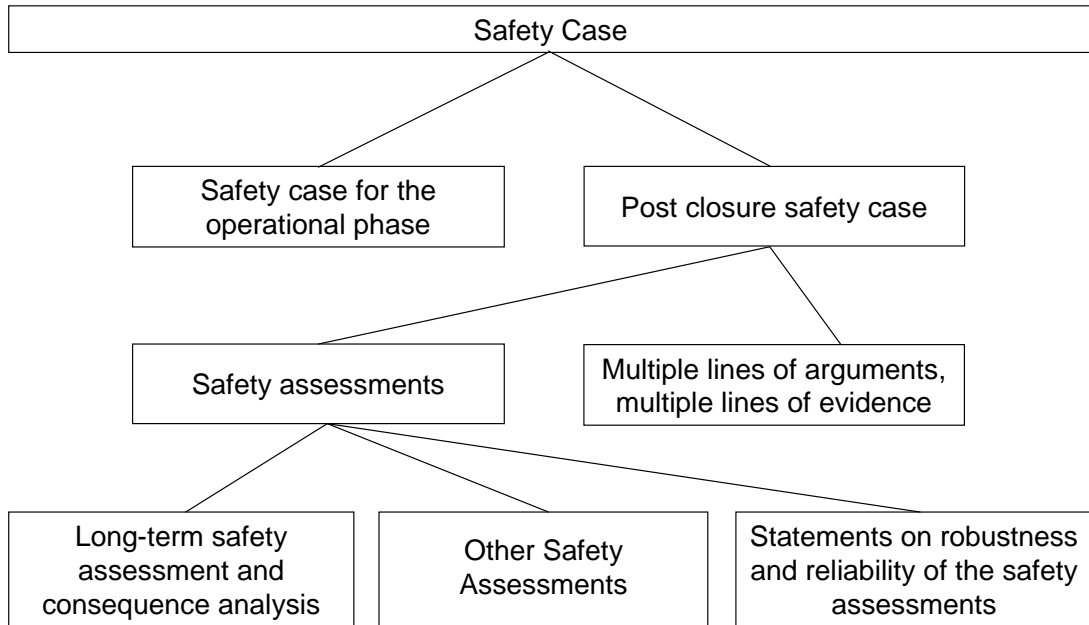 Safety Case
Safety case for the
operational phase
Post closure safety case
Safety assessments
Multiple lines of arguments,
multiple lines of evidence
Long-term safety
assessment and
consequence analysis
Other Safety
Assessments
Statements on robustness
and reliability of the safety
assessments